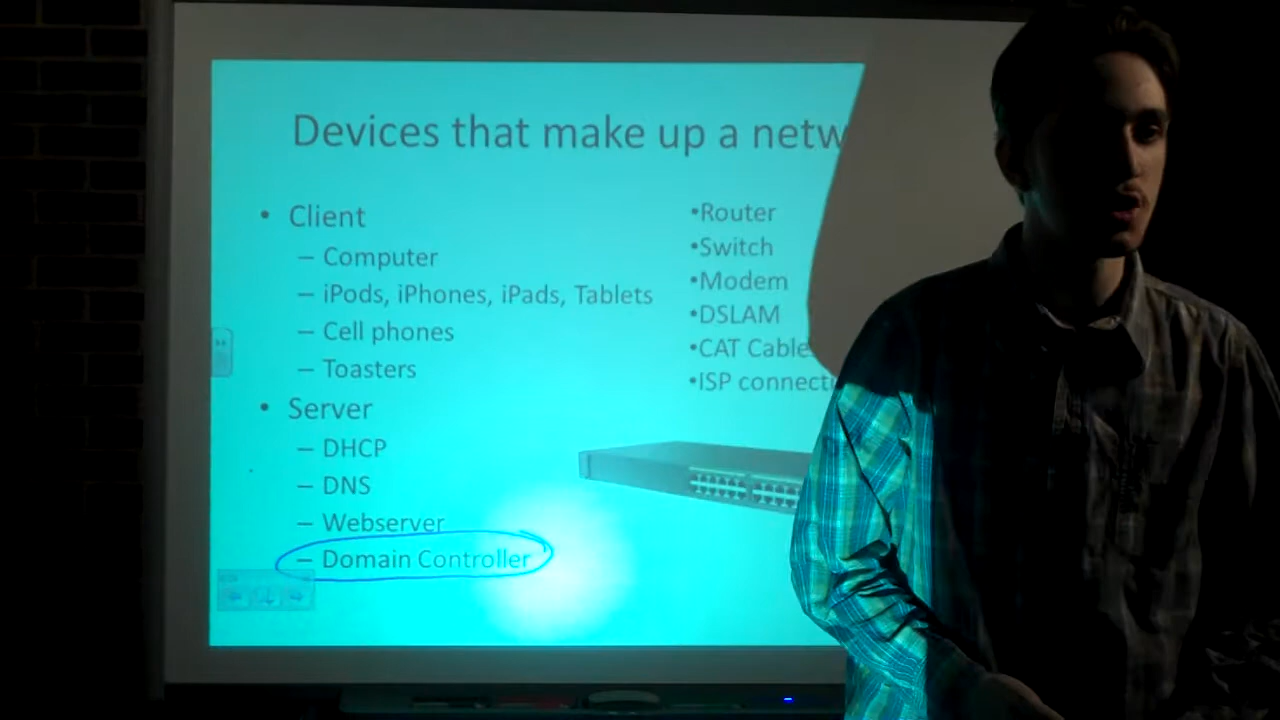 Devices that make up a netw
• Client
– Computer
– iPods, iPhones, iPads, Tablets
– Cell phones
– Toasters
• Server
– DHCP
– DNS
– Webserver
– Domain Controller
•Router
•Switch
•Modem
•DSLAM
•CAT Cable
•ISP connecti